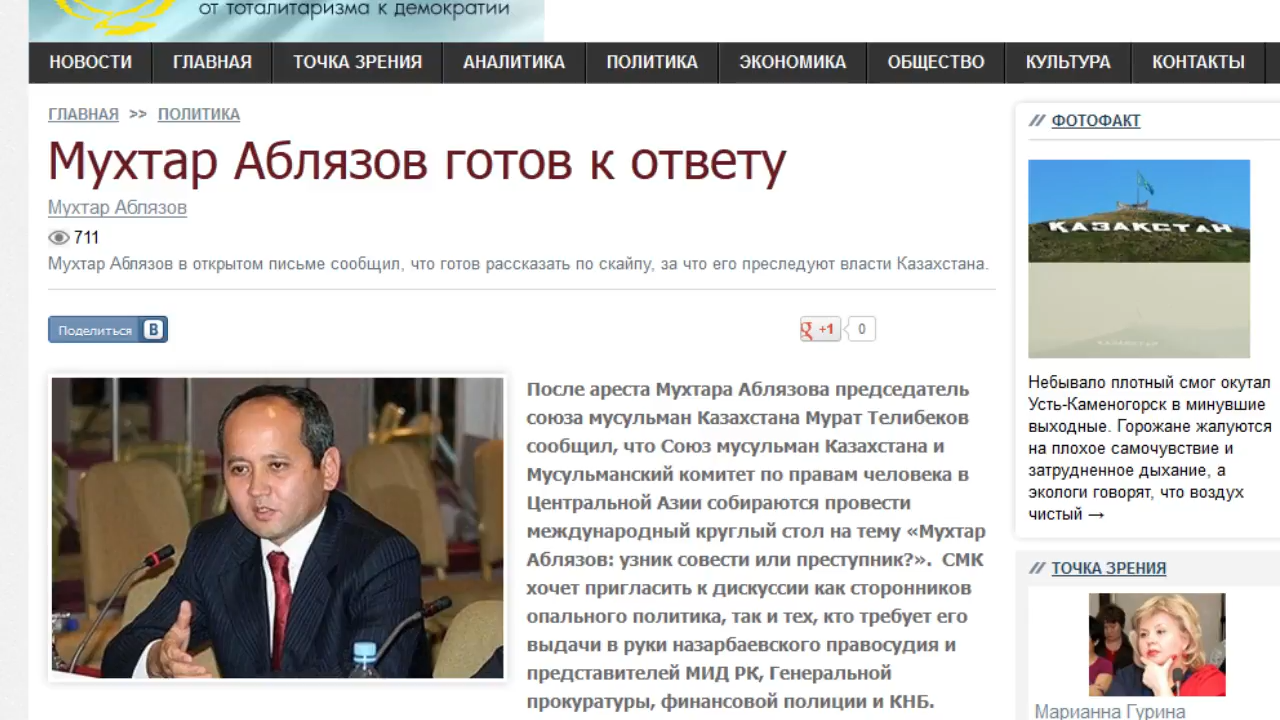 от тоталитаризма к демократии
НОВОСТИ ГЛАВНАЯ ТОЧКА ЗРЕНИЯ АНАЛИТИКА ПОЛИТИКА ЭКОНОМИКА ОБЩЕСТВО КУЛЬТУРА КОНТАКТЫ
ГЛАВНАЯ >> ПОЛИТИКА
Мухтар Аблязов готов к ответу
Мухтар Аблязов
711
Мухтар Аблязов в открытом письме сообщил, что готов рассказать по скайпу, за что его преследуют власти Казахстана.
Поделиться B
g +1 0
После ареста Мухтара Аблязова председатель
союза мусульман Казахстана Мурат Телибеков
сообщил, что Союз мусульман Казахстана и
Мусульманский комитет по правам человека в
Центральной Азии собираются провести
международный круглый стол на тему «Мухтар
Аблязов: узник совести или преступник?». СМК
хочет пригласить к дискуссии как сторонников
опального политика, так и тех, кто требует его
выдачи в руки назарбаевского правосудия и
представителей МИД РК, Генеральной
прокуратуры, финансовой полиции и КНБ.
// ФОТОФАКТ
ҚАЗАҚСТАН
Небывало плотный смог окутал
Усть-Каменогорск в минувшие
выходные. Горожане жалуются
на плохое самочувствие и
затрудненное дыхание, а
экологи говорят, что воздух
чистый →
// ТОЧКА ЗРЕНИЯ
Марианна Гурина